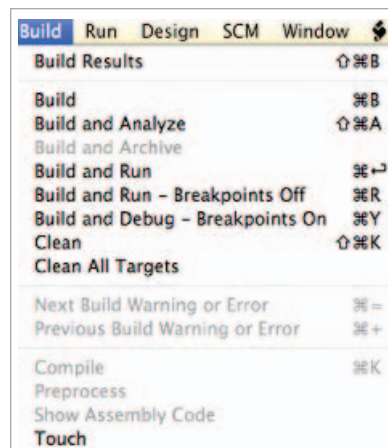 Build Run Design SCM Window
Build Results ⇧⌘B
Build ⌘B
Build and Analyze ⇧⌘A
Build and Archive
Build and Run ⌘↩
Build and Run – Breakpoints Off ⌘R
Build and Debug – Breakpoints On ⌘Y
Clean ⇧⌘K
Clean All Targets
Next Build Warning or Error ⌘=
Previous Build Warning or Error ⌘+
Compile ⌘K
Preprocess
Show Assembly Code
Touch